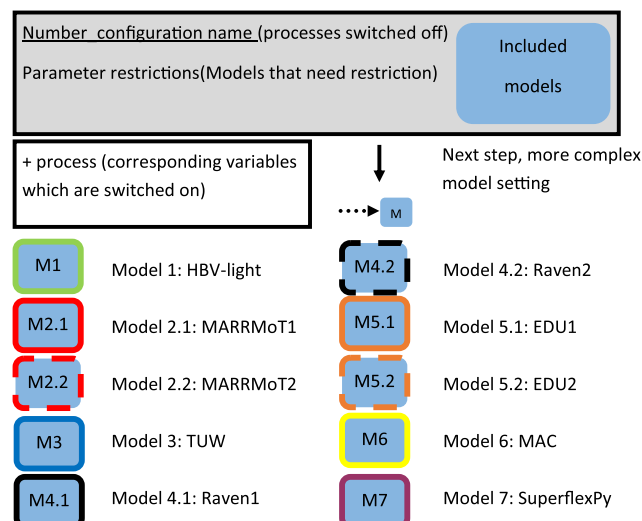 Number_configuration name (processes switched off)
Parameter restrictions(Models that need restriction)
Included
models
+ process (corresponding variables
which are switched on)
Next step, more complex
model setting
M
M1
Model 1: HBV-light
M2.1
Model 2.1: MARRMoT1
M2.2
Model 2.2: MARRMoT2
M3
Model 3: TUW
M4.1
Model 4.1: Raven1
M4.2
Model 4.2: Raven2
M5.1
Model 5.1: EDU1
M5.2
Model 5.2: EDU2
M6
Model 6: MAC
M7
Model 7: SuperflexPy